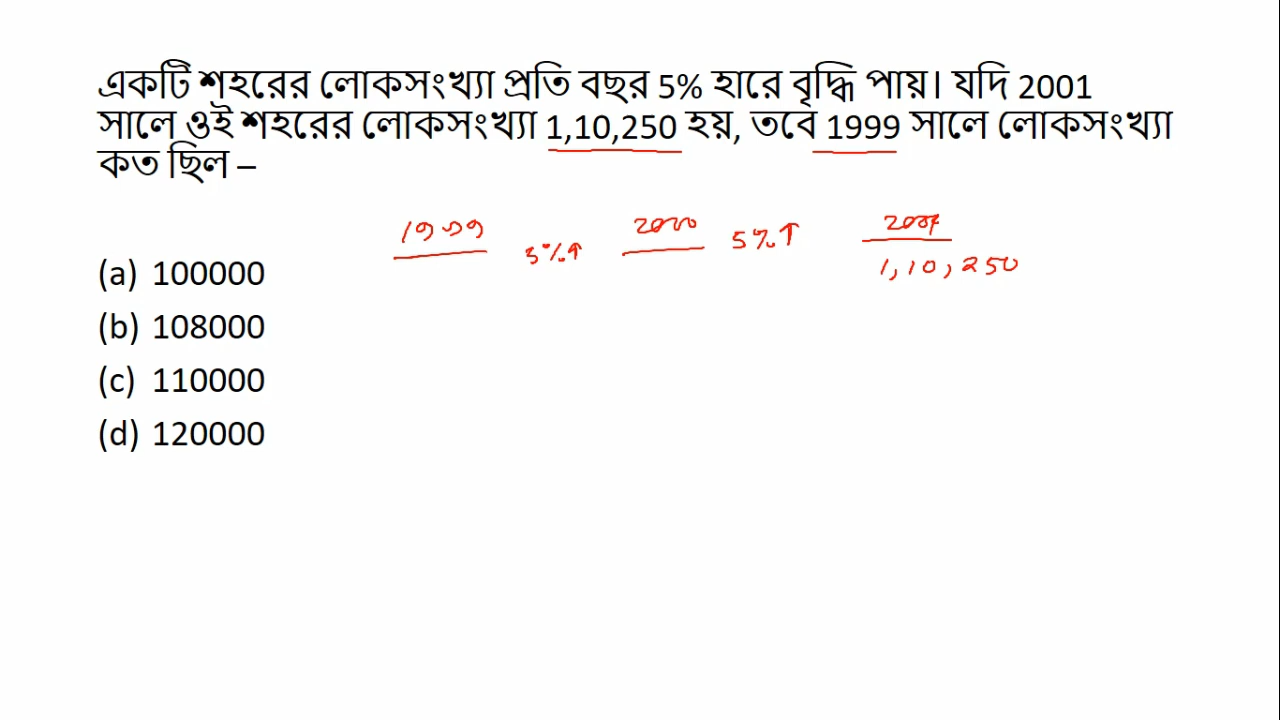 একটি শহরের লোকসংখ্যা প্রতি বছর 5% হারে বৃদ্ধি পায়। যদি 2001
সালে ওই শহরের লোকসংখ্যা 1,10,250 হয়, তবে 1999 সালে লোকসংখ্যা
কত ছিল –
1999 5%↑ 2000 5%↑ 2001
1,10,250
(a) 100000
(b) 108000
(c) 110000
(d) 120000